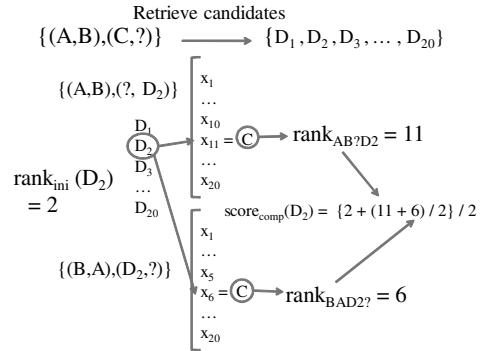 Retrieve candidates
{(A,B),(C,?)} {D1, D2, D3, … , D20}
{(A,B),(?, D2)}
x1
…
x10
x11 = C
…
x20
rankAB?D2 = 11
D1
D2
D3
…
D20
rankini (D2)
= 2
scorecomp(D2) = {2 + (11 + 6) / 2} / 2
{(B,A),(D2,?)}
x1
…
x5
x6 = C
…
x20
rankBAD2? = 6